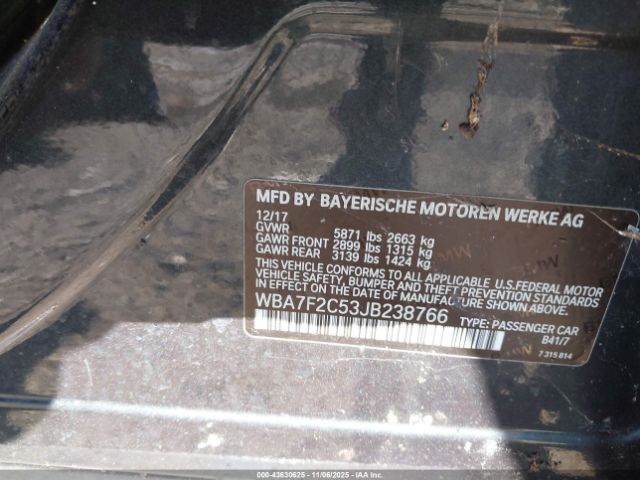 MFD BY BAYERISCHE MOTOREN WERKE AG
12/17
GVWR 5871 lbs 2663 kg
GAWR FRONT 2899 lbs 1315 kg
GAWR REAR 3139 lbs 1424 kg
THIS VEHICLE CONFORMS TO ALL APPLICABLE U.S. FEDERAL MOTOR
VEHICLE SAFETY, BUMPER, AND THEFT PREVENTION STANDARDS
IN EFFECT ON THE DATE OF MANUFACTURE SHOWN ABOVE.
WBA7F2C53JB238766 TYPE: PASSENGER CAR
B41/7
7 315 814
000-43630625 - 11/06/2025 - IAA Inc.